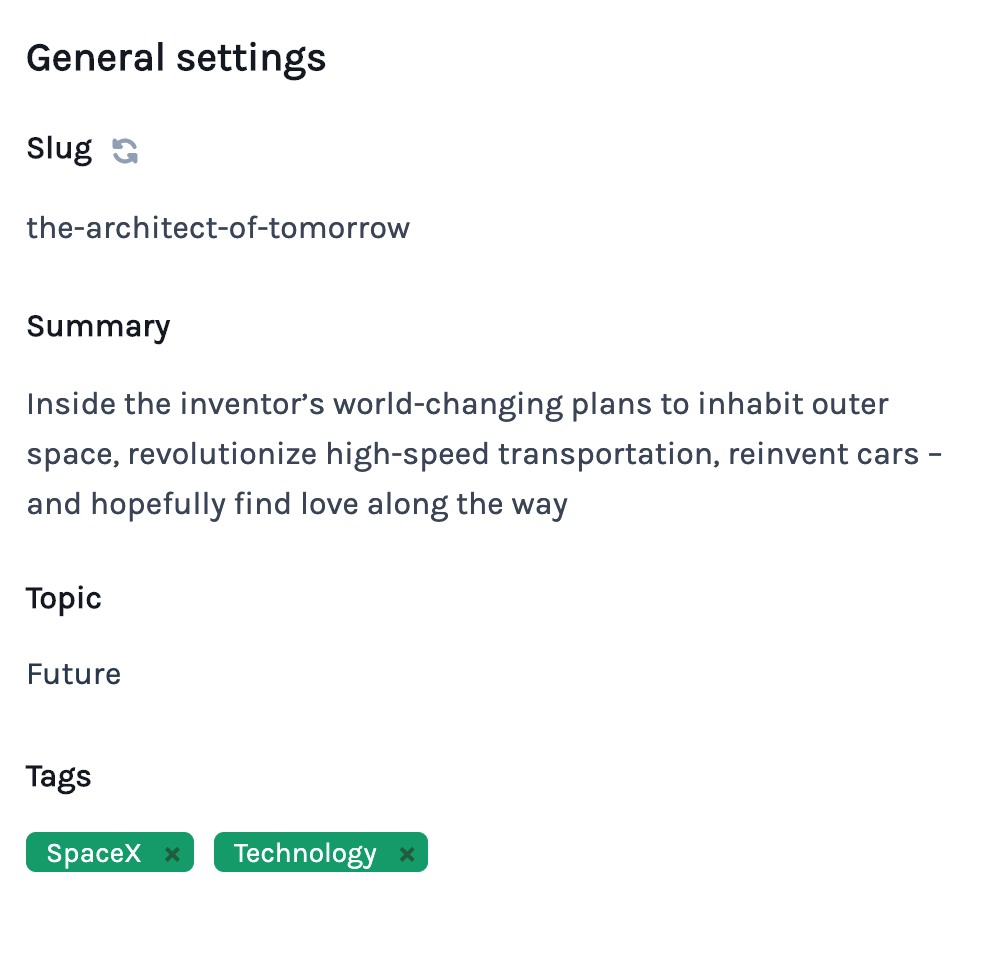 General settings
Slug
the-architect-of-tomorrow
Summary
Inside the inventor’s world-changing plans to inhabit outer
space, revolutionize high-speed transportation, reinvent cars –
and hopefully find love along the way
Topic
Future
Tags
SpaceX × Technology ×